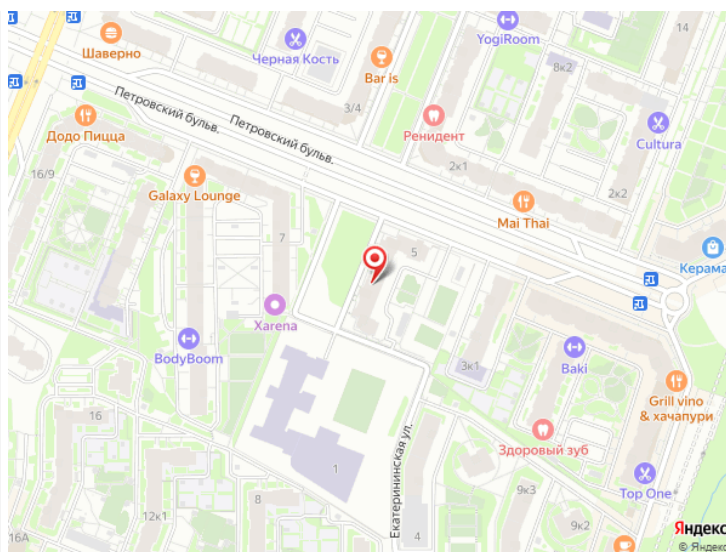 YogiRoom
14
Шаверно
Черная Кость
Bar is
8к2
Петровский бульв.
Петровский бульв.
3/4
Ренидент
Cultura
Додо Пицца
2к1
16/9
2к2
Galaxy Lounge
Mai Thai
7
5
Керама
Xarena
BodyBoom
3к1
Baki
Grill vino
& хачапури
16
Екатерининская ул.
Здоровый зуб
1
Top One
8
9к3
12к1
16А
4
9к2
Яндекс
© Яндекс